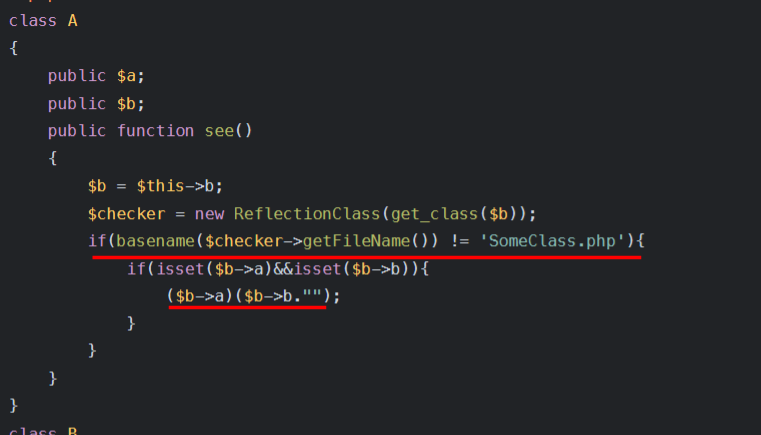 class A
{
    public $a;
    public $b;
    public function see()
    {
        $b = $this->b;
        $checker = new ReflectionClass(get_class($b));
        if(basename($checker->getFileName()) != 'SomeClass.php'){
            if(isset($b->a)&&isset($b->b)){
                ($b->a)($b->b."");
            }
        }
    }
}
class B